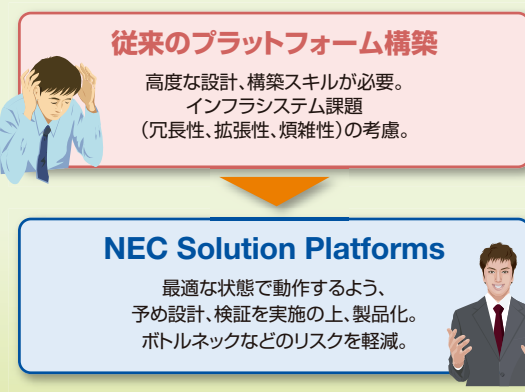 従来のプラットフォーム構築
高度な設計、構築スキルが必要。
インフラシステム課題
（冗長性、拡張性、煩雑性）の考慮。
NEC Solution Platforms
最適な状態で動作するよう、
予め設計、検証を実施の上、製品化。
ボトルネックなどのリスクを軽減。